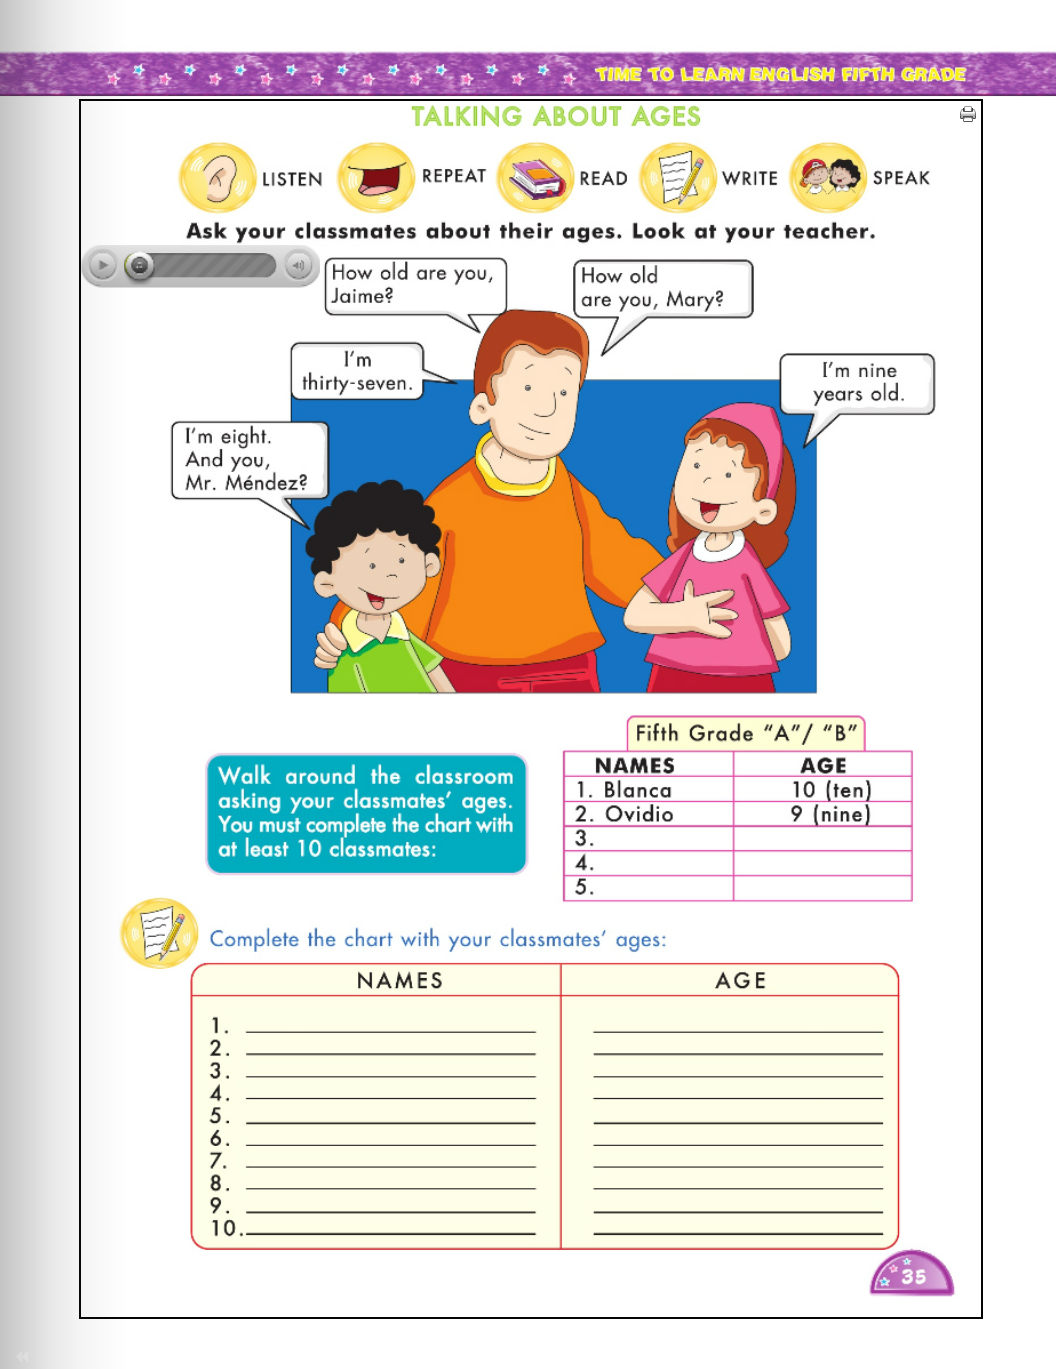 TIME TO LEARN ENGLISH FIFTH GRADE
TALKING ABOUT AGES
LISTEN
REPEAT
READ
WRITE
SPEAK
Ask your classmates about their ages. Look at your teacher.
How old are you,
Jaime?
How old
are you, Mary?
I'm
thirty-seven.
I'm nine
years old.
I'm eight.
And you,
Mr. Méndez?
Fifth Grade “A”/ “B”
NAMES AGE
1. Blanca 10 (ten)
2. Ovidio 9 (nine)
3.
4.
5.
Walk around the classroom
asking your classmates’ ages.
You must complete the chart with
at least 10 classmates:
Complete the chart with your classmates’ ages:
NAMES AGE
1.
2.
3.
4.
5.
6.
7.
8.
9.
10.
35